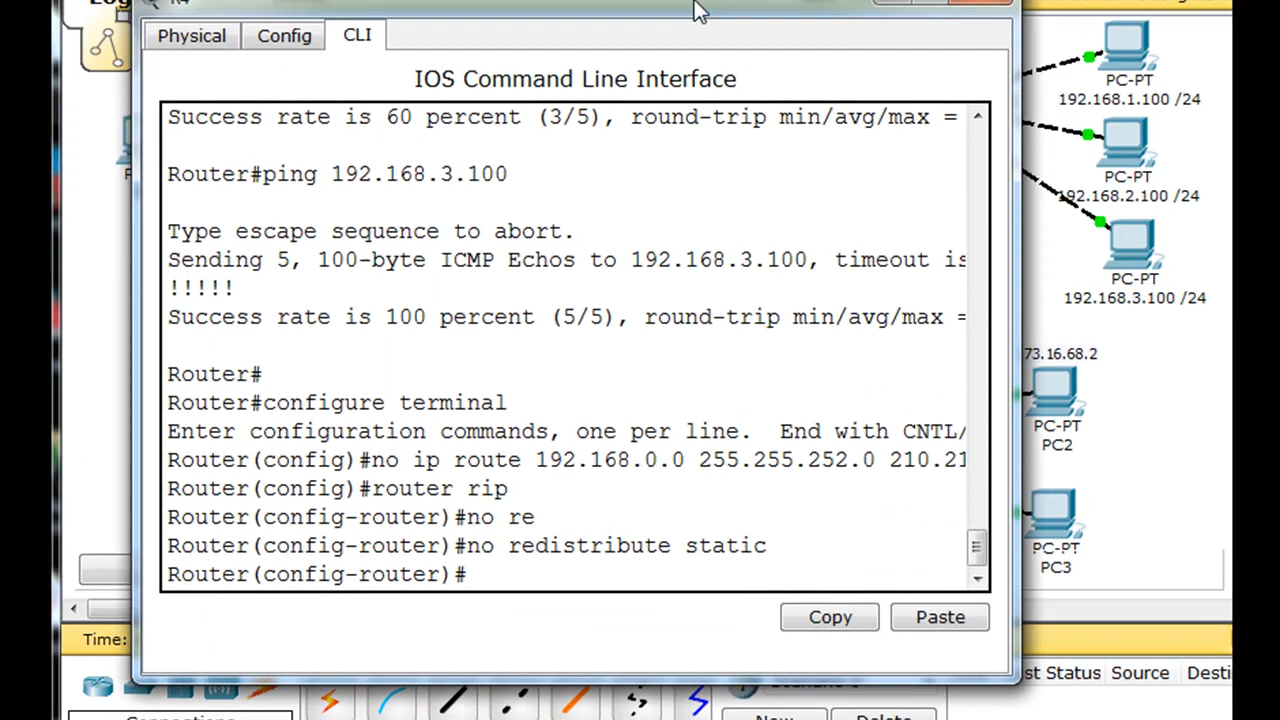 Physical
Config
CLI
IOS Command Line Interface
Success rate is 60 percent (3/5), round-trip min/avg/max =
Router#ping 192.168.3.100
Type escape sequence to abort.
Sending 5, 100-byte ICMP Echos to 192.168.3.100, timeout is
!!!!!
Success rate is 100 percent (5/5), round-trip min/avg/max =
Router#
Router#configure terminal
Enter configuration commands, one per line.  End with CNTL/
Router(config)#no ip route 192.168.0.0 255.255.252.0 210.21
Router(config)#router rip
Router(config-router)#no re
Router(config-router)#no redistribute static
Router(config-router)#
Copy
Paste
PC-PT
192.168.1.100 /24
PC-PT
192.168.2.100 /24
PC-PT
192.168.3.100 /24
73.16.68.2
PC-PT
PC2
PC-PT
PC3
Time:
st Status
Source
Desti